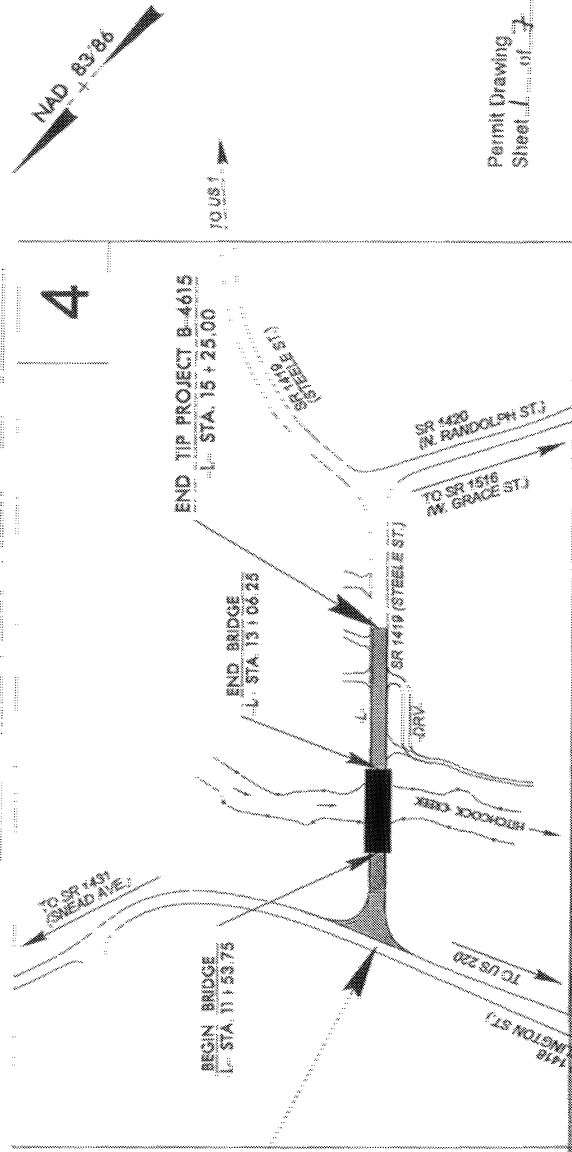 NAD 83/86
TO US 1
4
END TIP PROJECT B-4615
-L- STA. 15 + 25.00
SR 1419
(STEELE ST.)
SR 1420
(N. RANDOLPH ST.)
TO SR 1516
(W. GRACE ST.)
END BRIDGE
-L- STA. 13 + 06.25
SR 1419 (STEELE ST.)
-L-
-DRV-
HITCHCOCK CREEK
TO SR 1431
(SNEAD AVE.)
BEGIN BRIDGE
-L- STA. 11 + 53.75
TO US 220
1418
LINGTON ST.)
Permit Drawing
Sheet 1 of 7